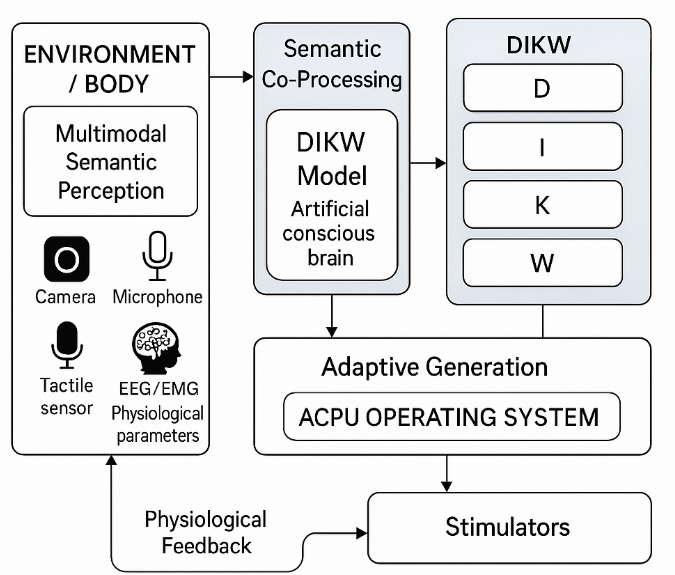 ENVIRONMENT
/ BODY
Multimodal
Semantic
Perception
Camera
Microphone
Tactile
sensor
EEG/EMG
Physiological
parameters
Semantic
Co-Processing
DIKW
Model
Artificial
conscious
brain
DIKW
D
I
K
W
Adaptive Generation
ACPU OPERATING SYSTEM
Physiological
Feedback
Stimulators